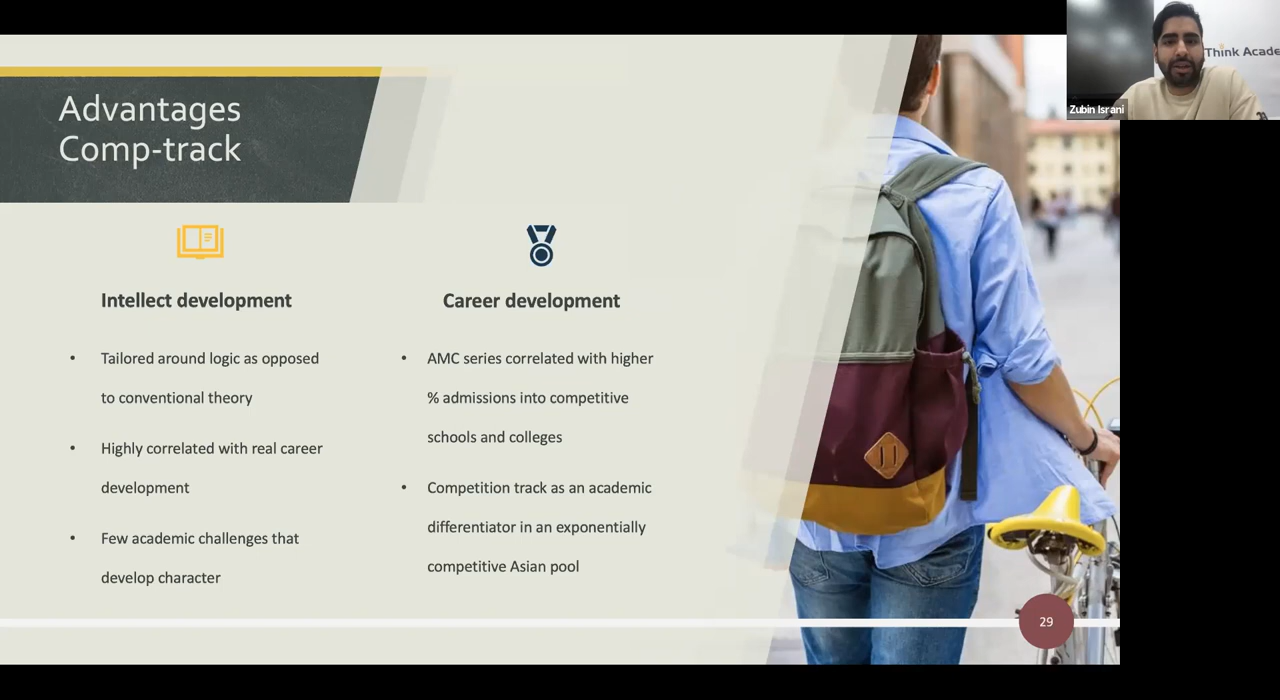 Advantages
Comp-track
Intellect development
• Tailored around logic as opposed
to conventional theory
• Highly correlated with real career
development
• Few academic challenges that
develop character
Career development
• AMC series correlated with higher
% admissions into competitive
schools and colleges
• Competition track as an academic
differentiator in an exponentially
competitive Asian pool
29
Think Acade
Zubin Israni